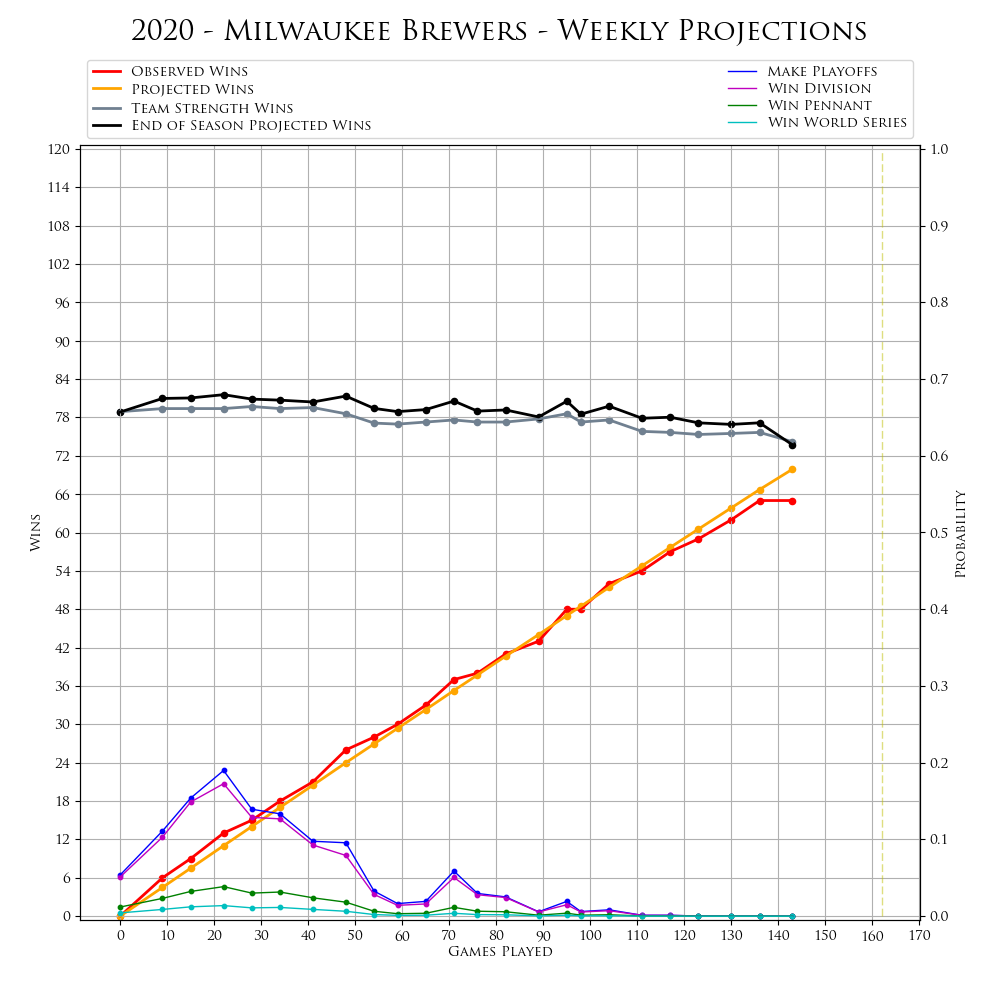 2020 - Milwaukee Brewers - Weekly Projections
Observed Wins
Projected Wins
Team Strength Wins
End of Season Projected Wins
Make Playoffs
Win Division
Win Pennant
Win World Series
120
114
108
102
96
90
84
78
72
66
60
54
48
42
36
30
24
18
12
6
0
Wins
1.0
0.9
0.8
0.7
0.6
0.5
0.4
0.3
0.2
0.1
0.0
Probability
0 10 20 30 40 50 60 70 80 90 100 110 120 130 140 150 160 170
Games Played